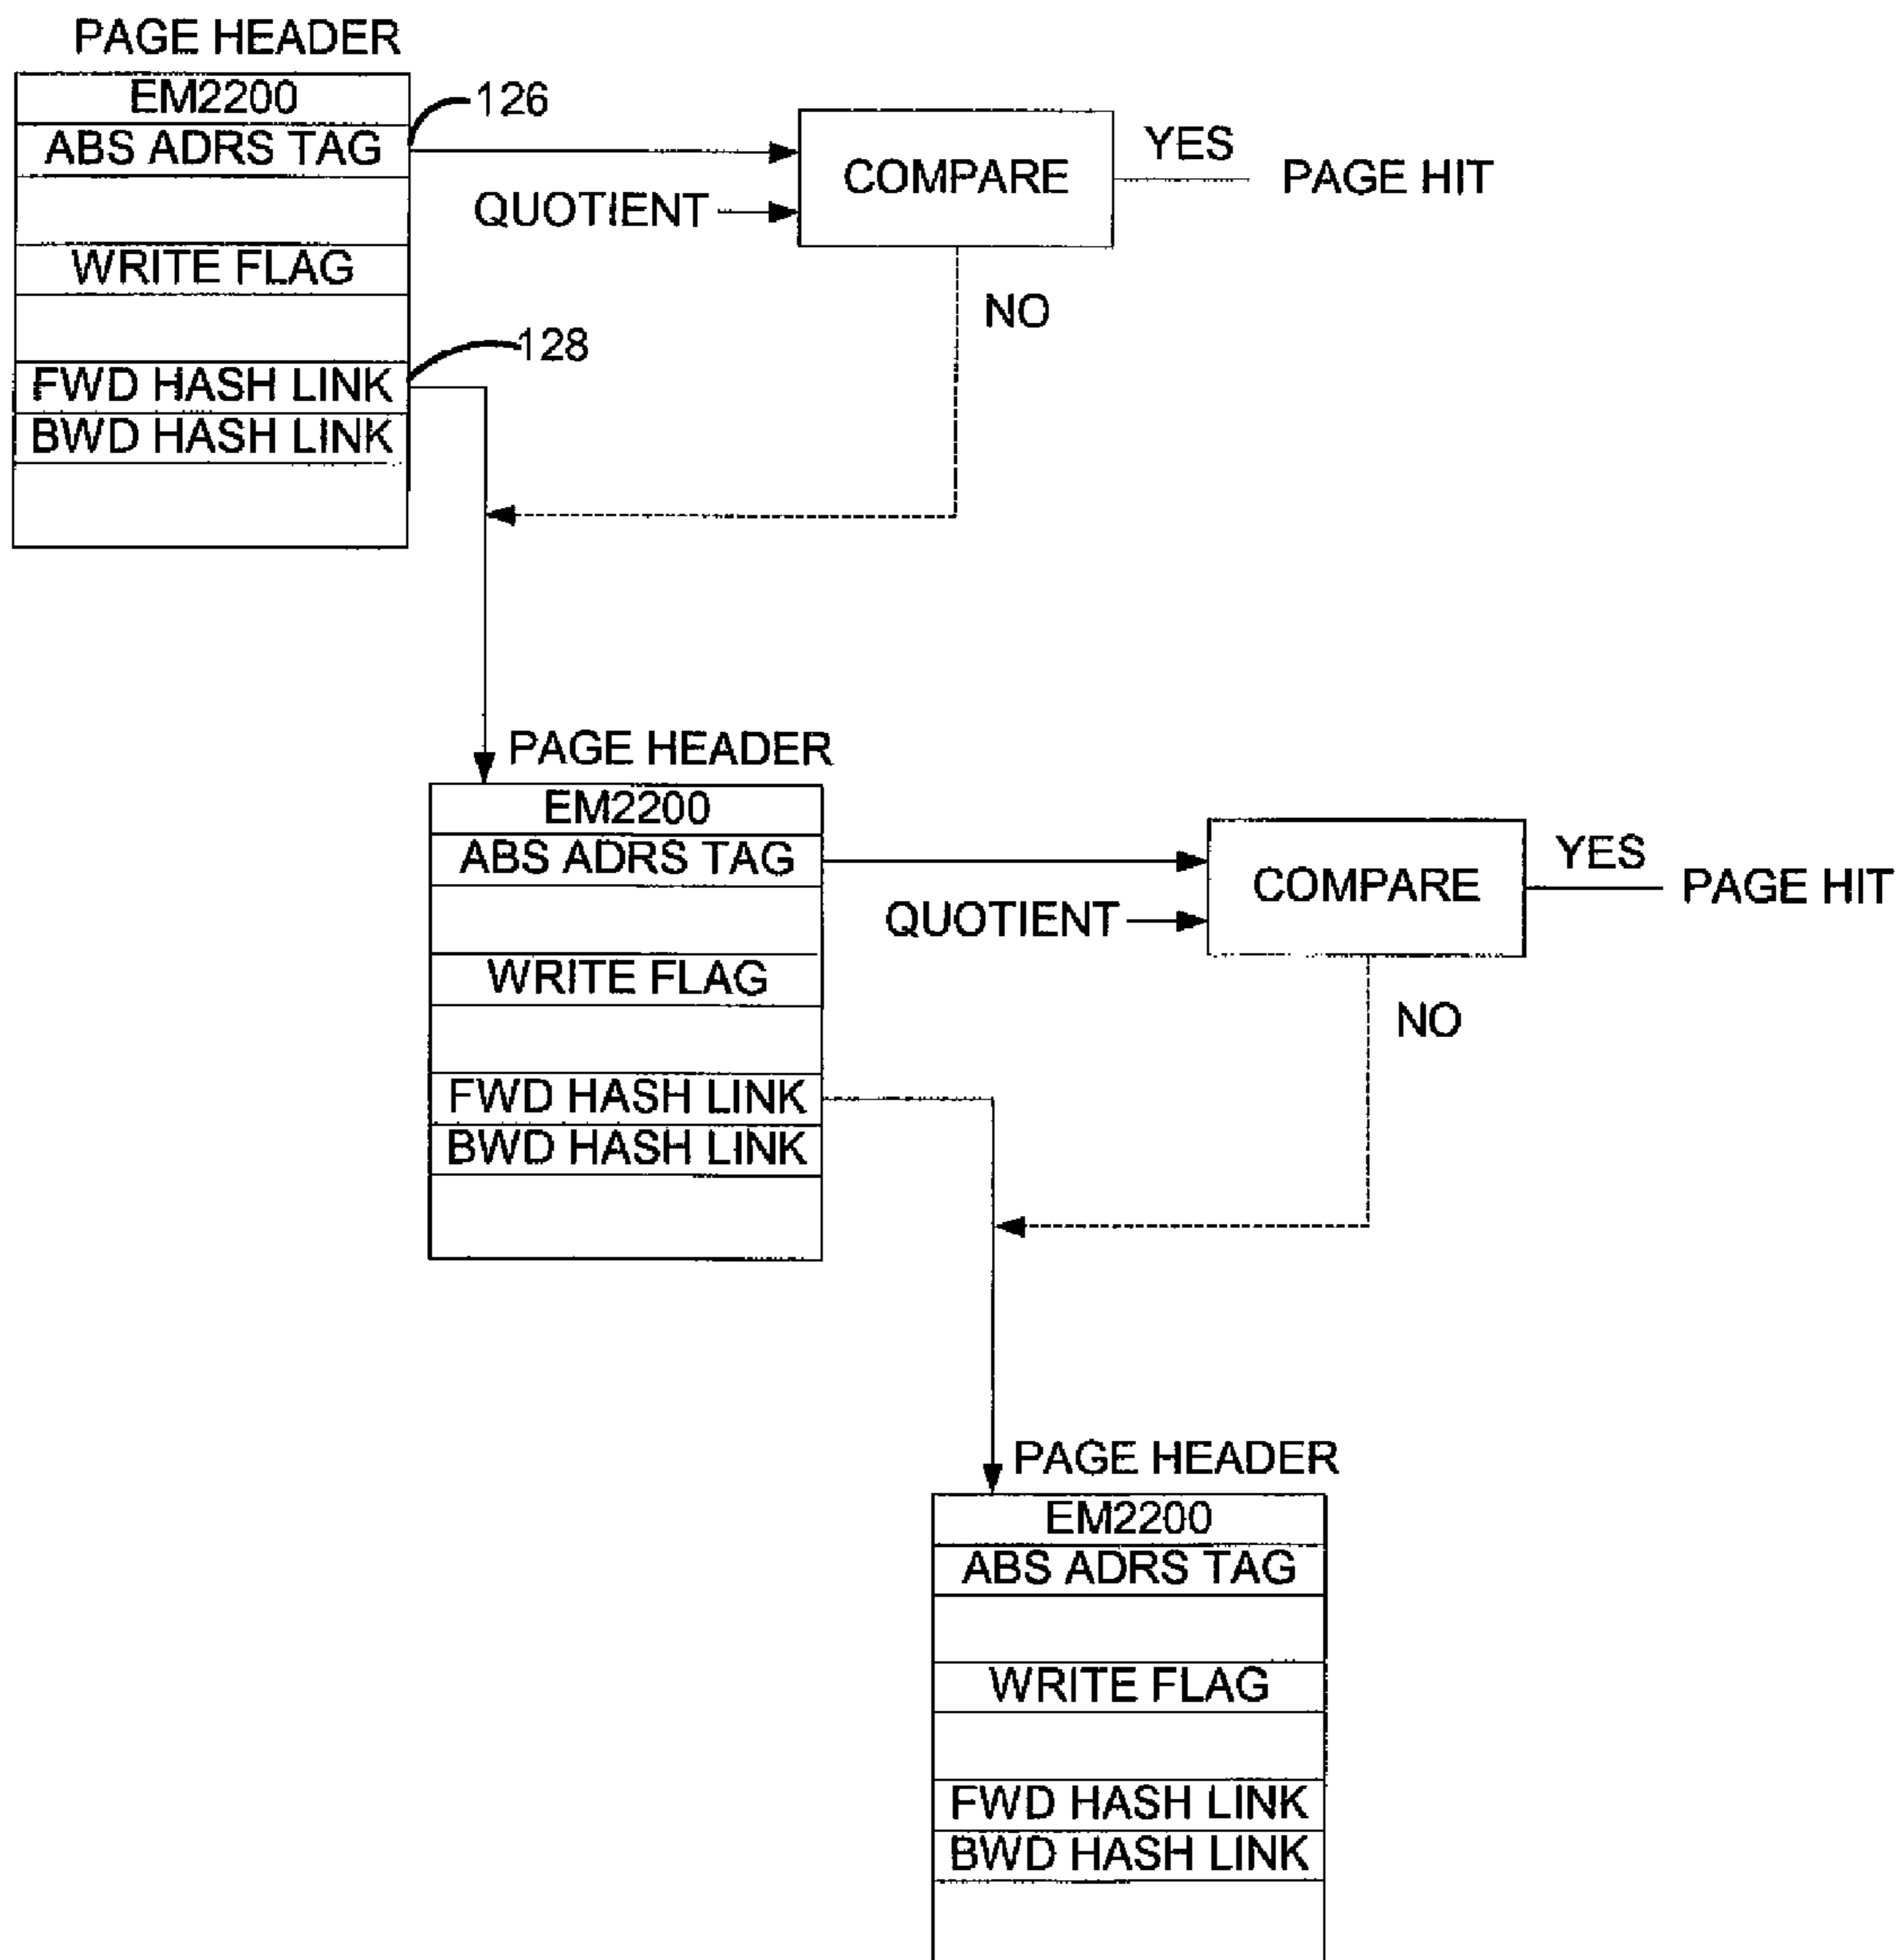 PAGE HEADER
EM2200
126
ABS ADRS TAG
YES
COMPARE
PAGE HIT
QUOTIENT
WRITE FLAG
NO
128
FWD HASH LINK
BWD HASH LINK
PAGE HEADER
EM2200
ABS ADRS TAG
YES
COMPARE
PAGE HIT
QUOTIENT
WRITE FLAG
NO
FWD HASH LINK
BWD HASH LINK
PAGE HEADER
EM2200
ABS ADRS TAG
WRITE FLAG
FWD HASH LINK
BWD HASH LINK